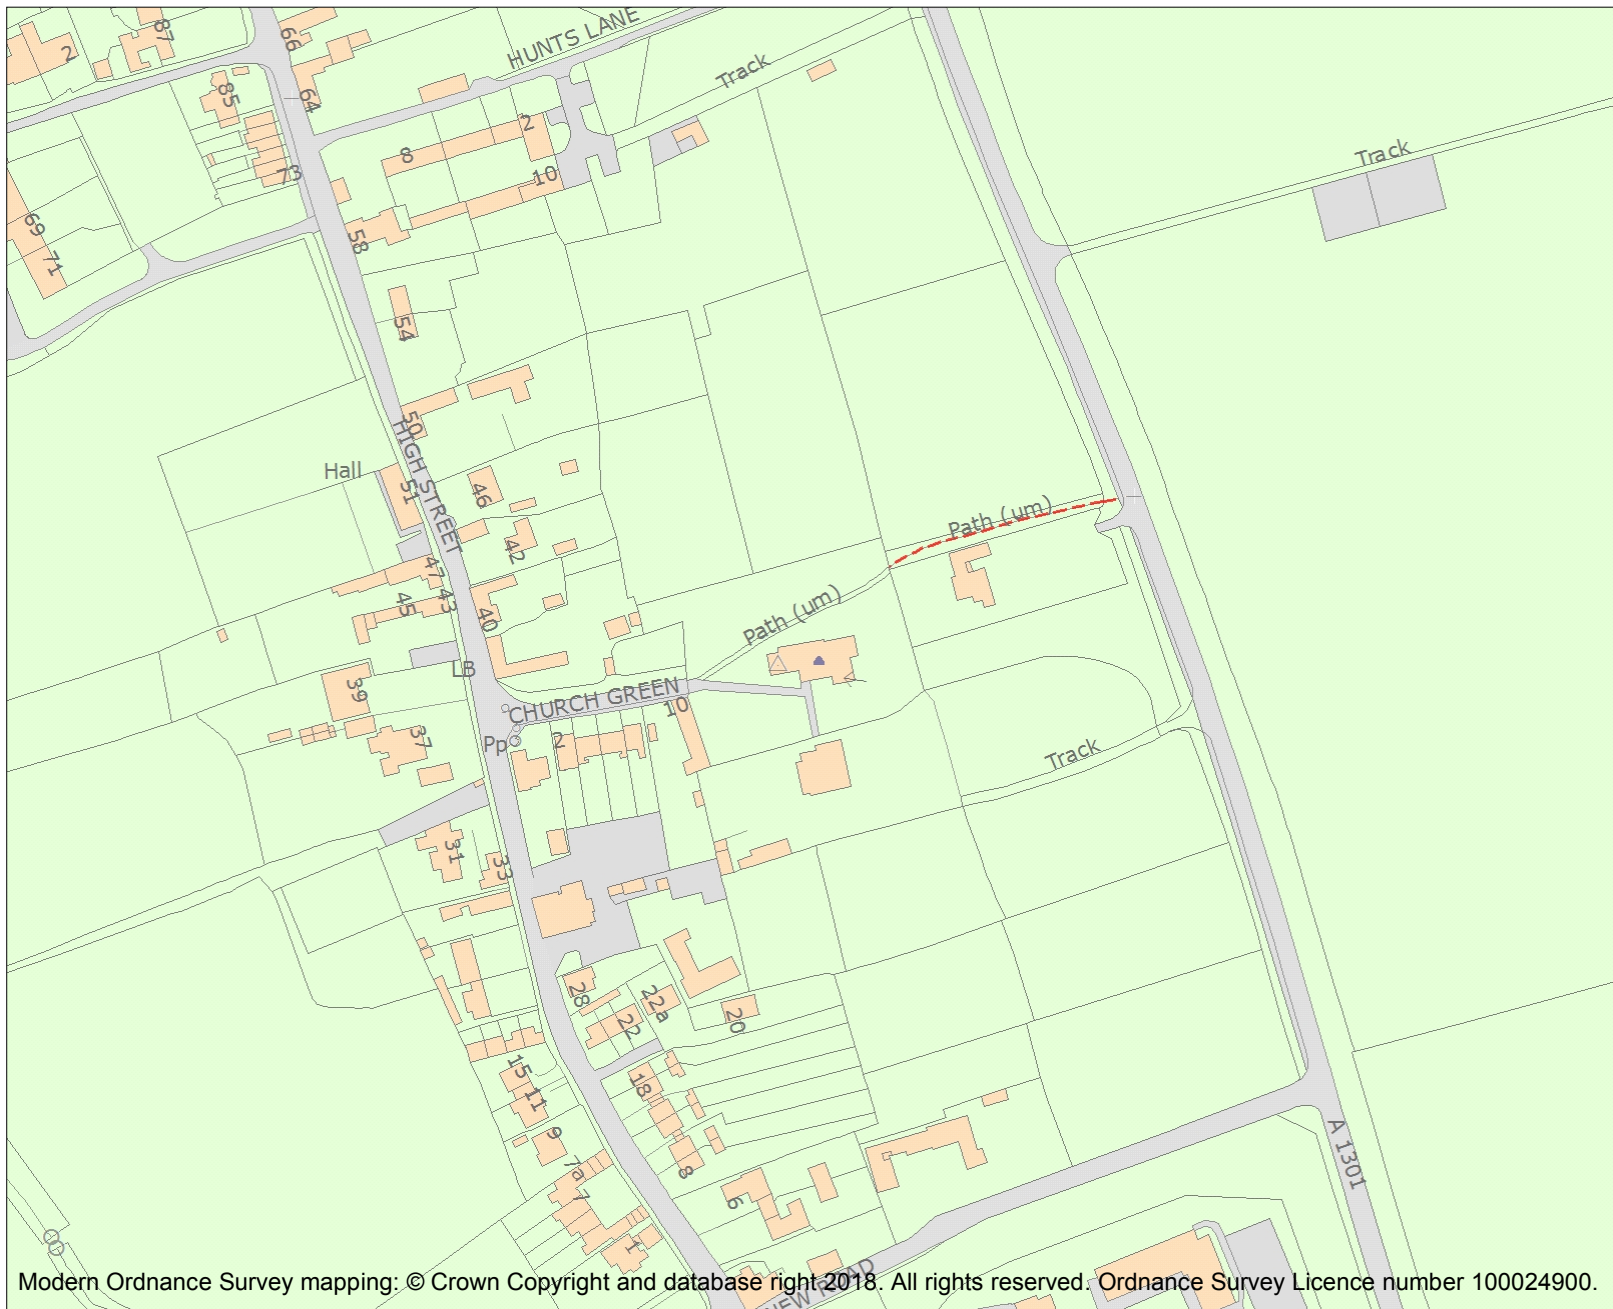 87
66
2
HUNTS LANE
Track
85
64
2
8
73
10
Track
69
71
58
54
50
HIGH STREET
Hall
51
46
Path (um)
42
47
45
43
40
Path (um)
LB
39
CHURCH GREEN
10
37
Pp
2
Track
31
33
28
22a
22
20
15
18
11
9
8
7a
7
6
1
A 1301
NEW ROAD
Modern Ordnance Survey mapping: © Crown Copyright and database right 2018. All rights reserved. Ordnance Survey Licence number 100024900.